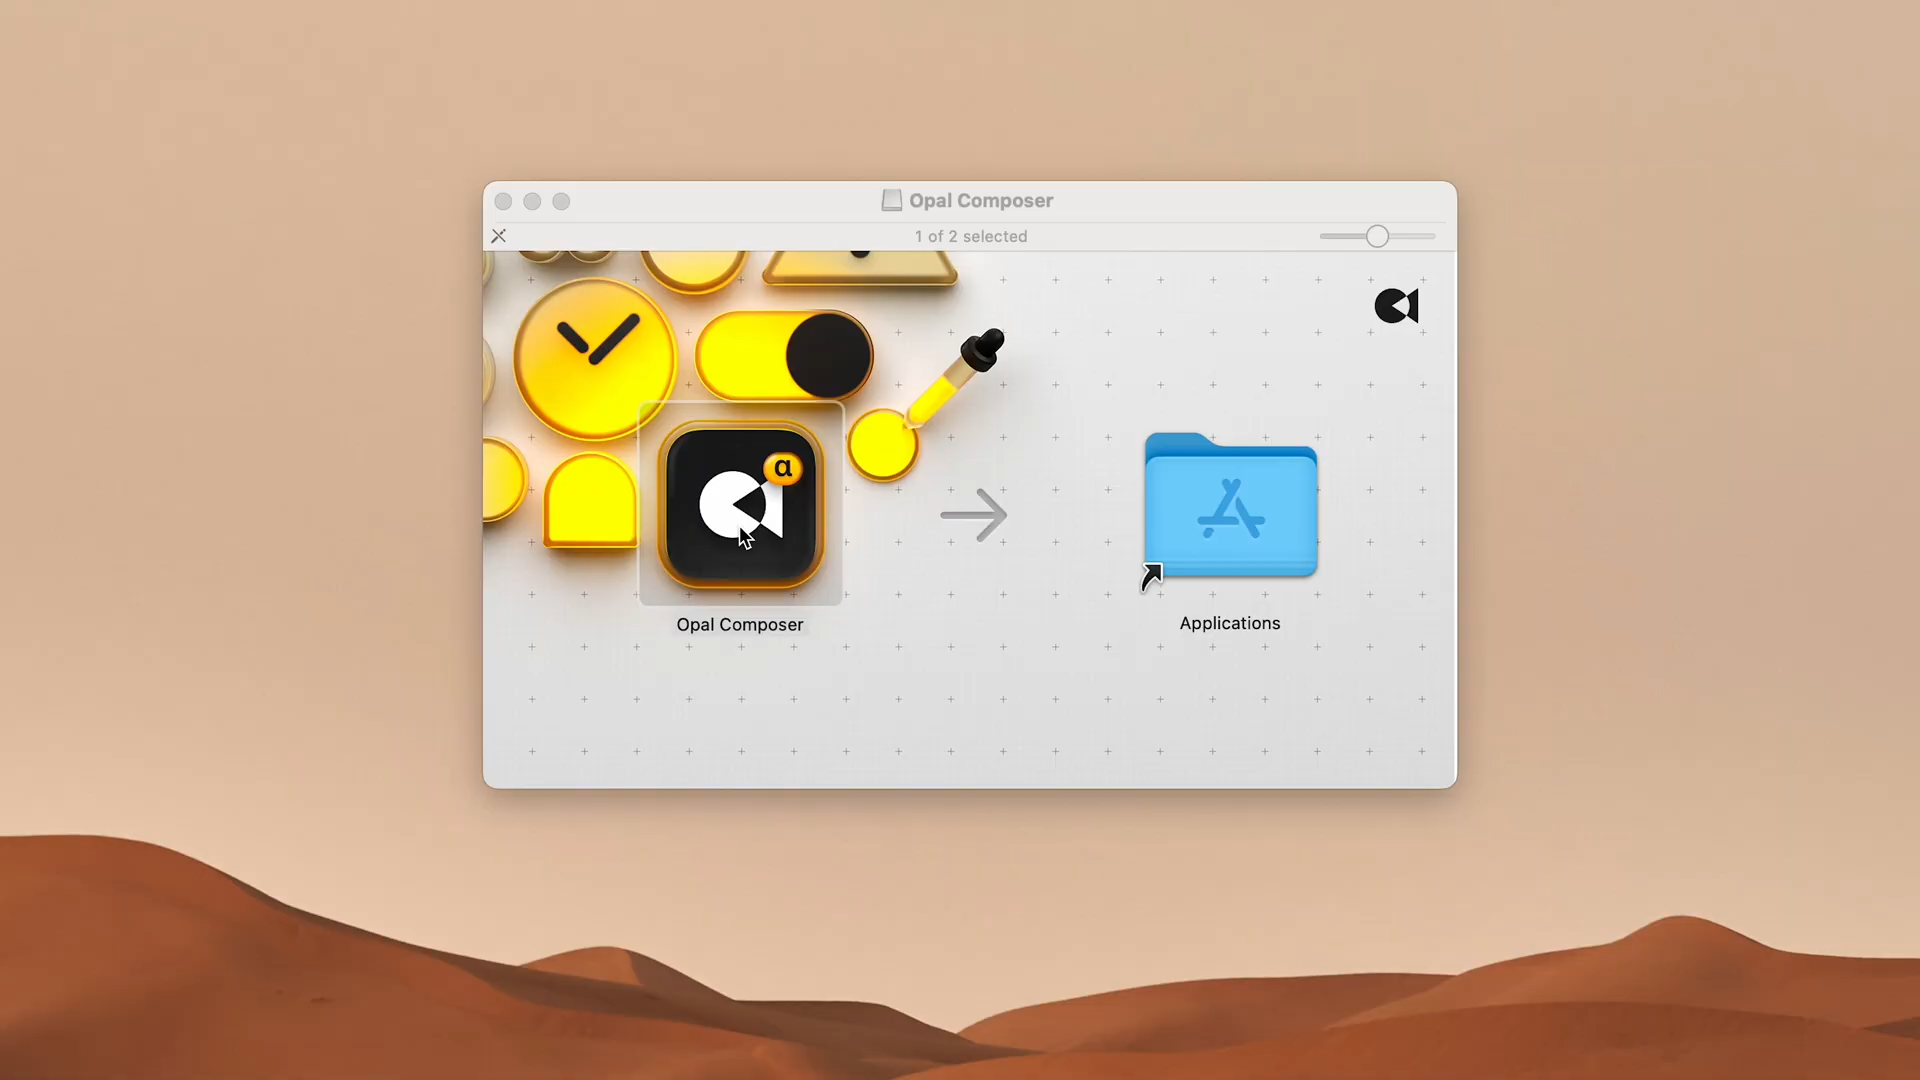 Opal Composer
1 of 2 selected
α
Opal Composer
Applications